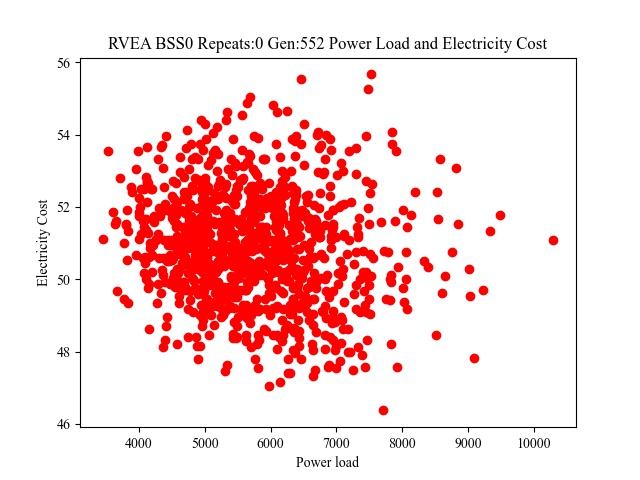 RVEA BSS0 Repeats:0 Gen:552 Power Load and Electricity Cost
56
54
52
50
48
46
Electricity Cost
4000 5000 6000 7000 8000 9000 10000
Power load